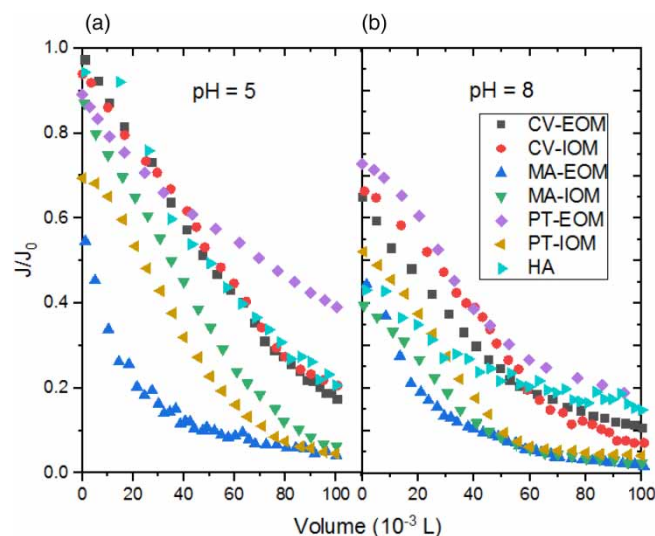 (a)
(b)
pH = 5
pH = 8
CV-EOM
CV-IOM
MA-EOM
MA-IOM
PT-EOM
PT-IOM
HA
1.0
0.8
0.6
0.4
0.2
0.0
J/J0
0 20 40 60 80 100 0 20 40 60 80 100
Volume (10-3 L)